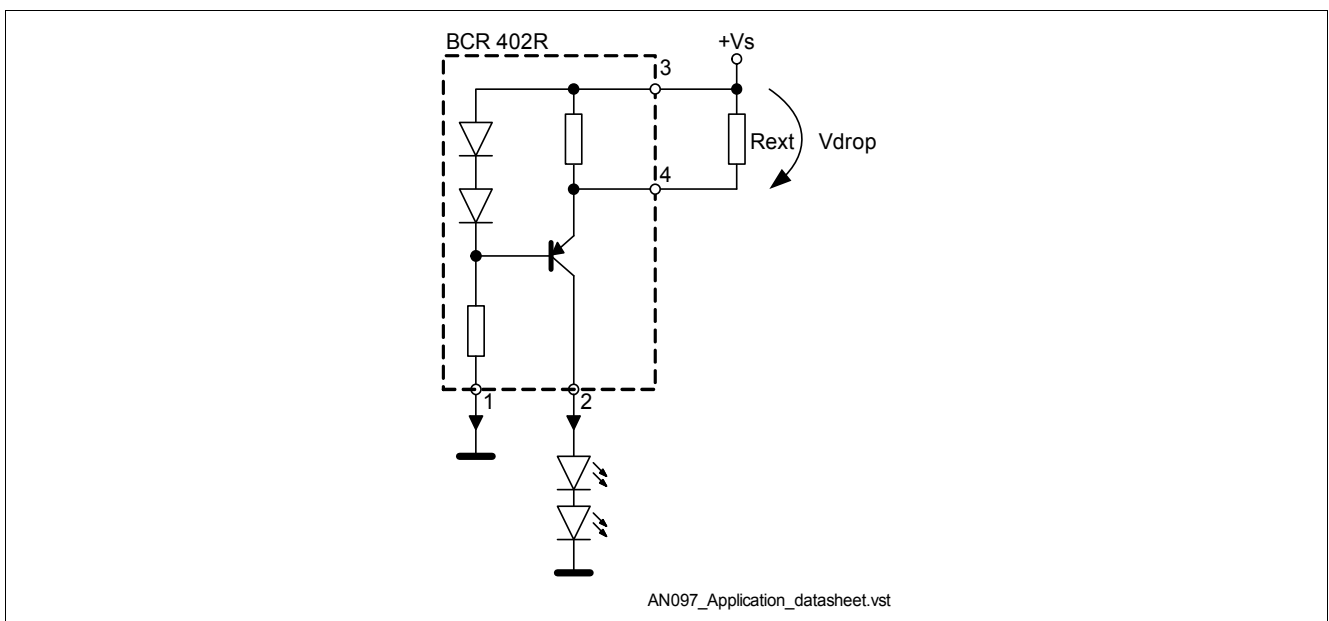 BCR 402R
+Vs
3
Rext
Vdrop
4
1
2
AN097_Application_datasheet.vst